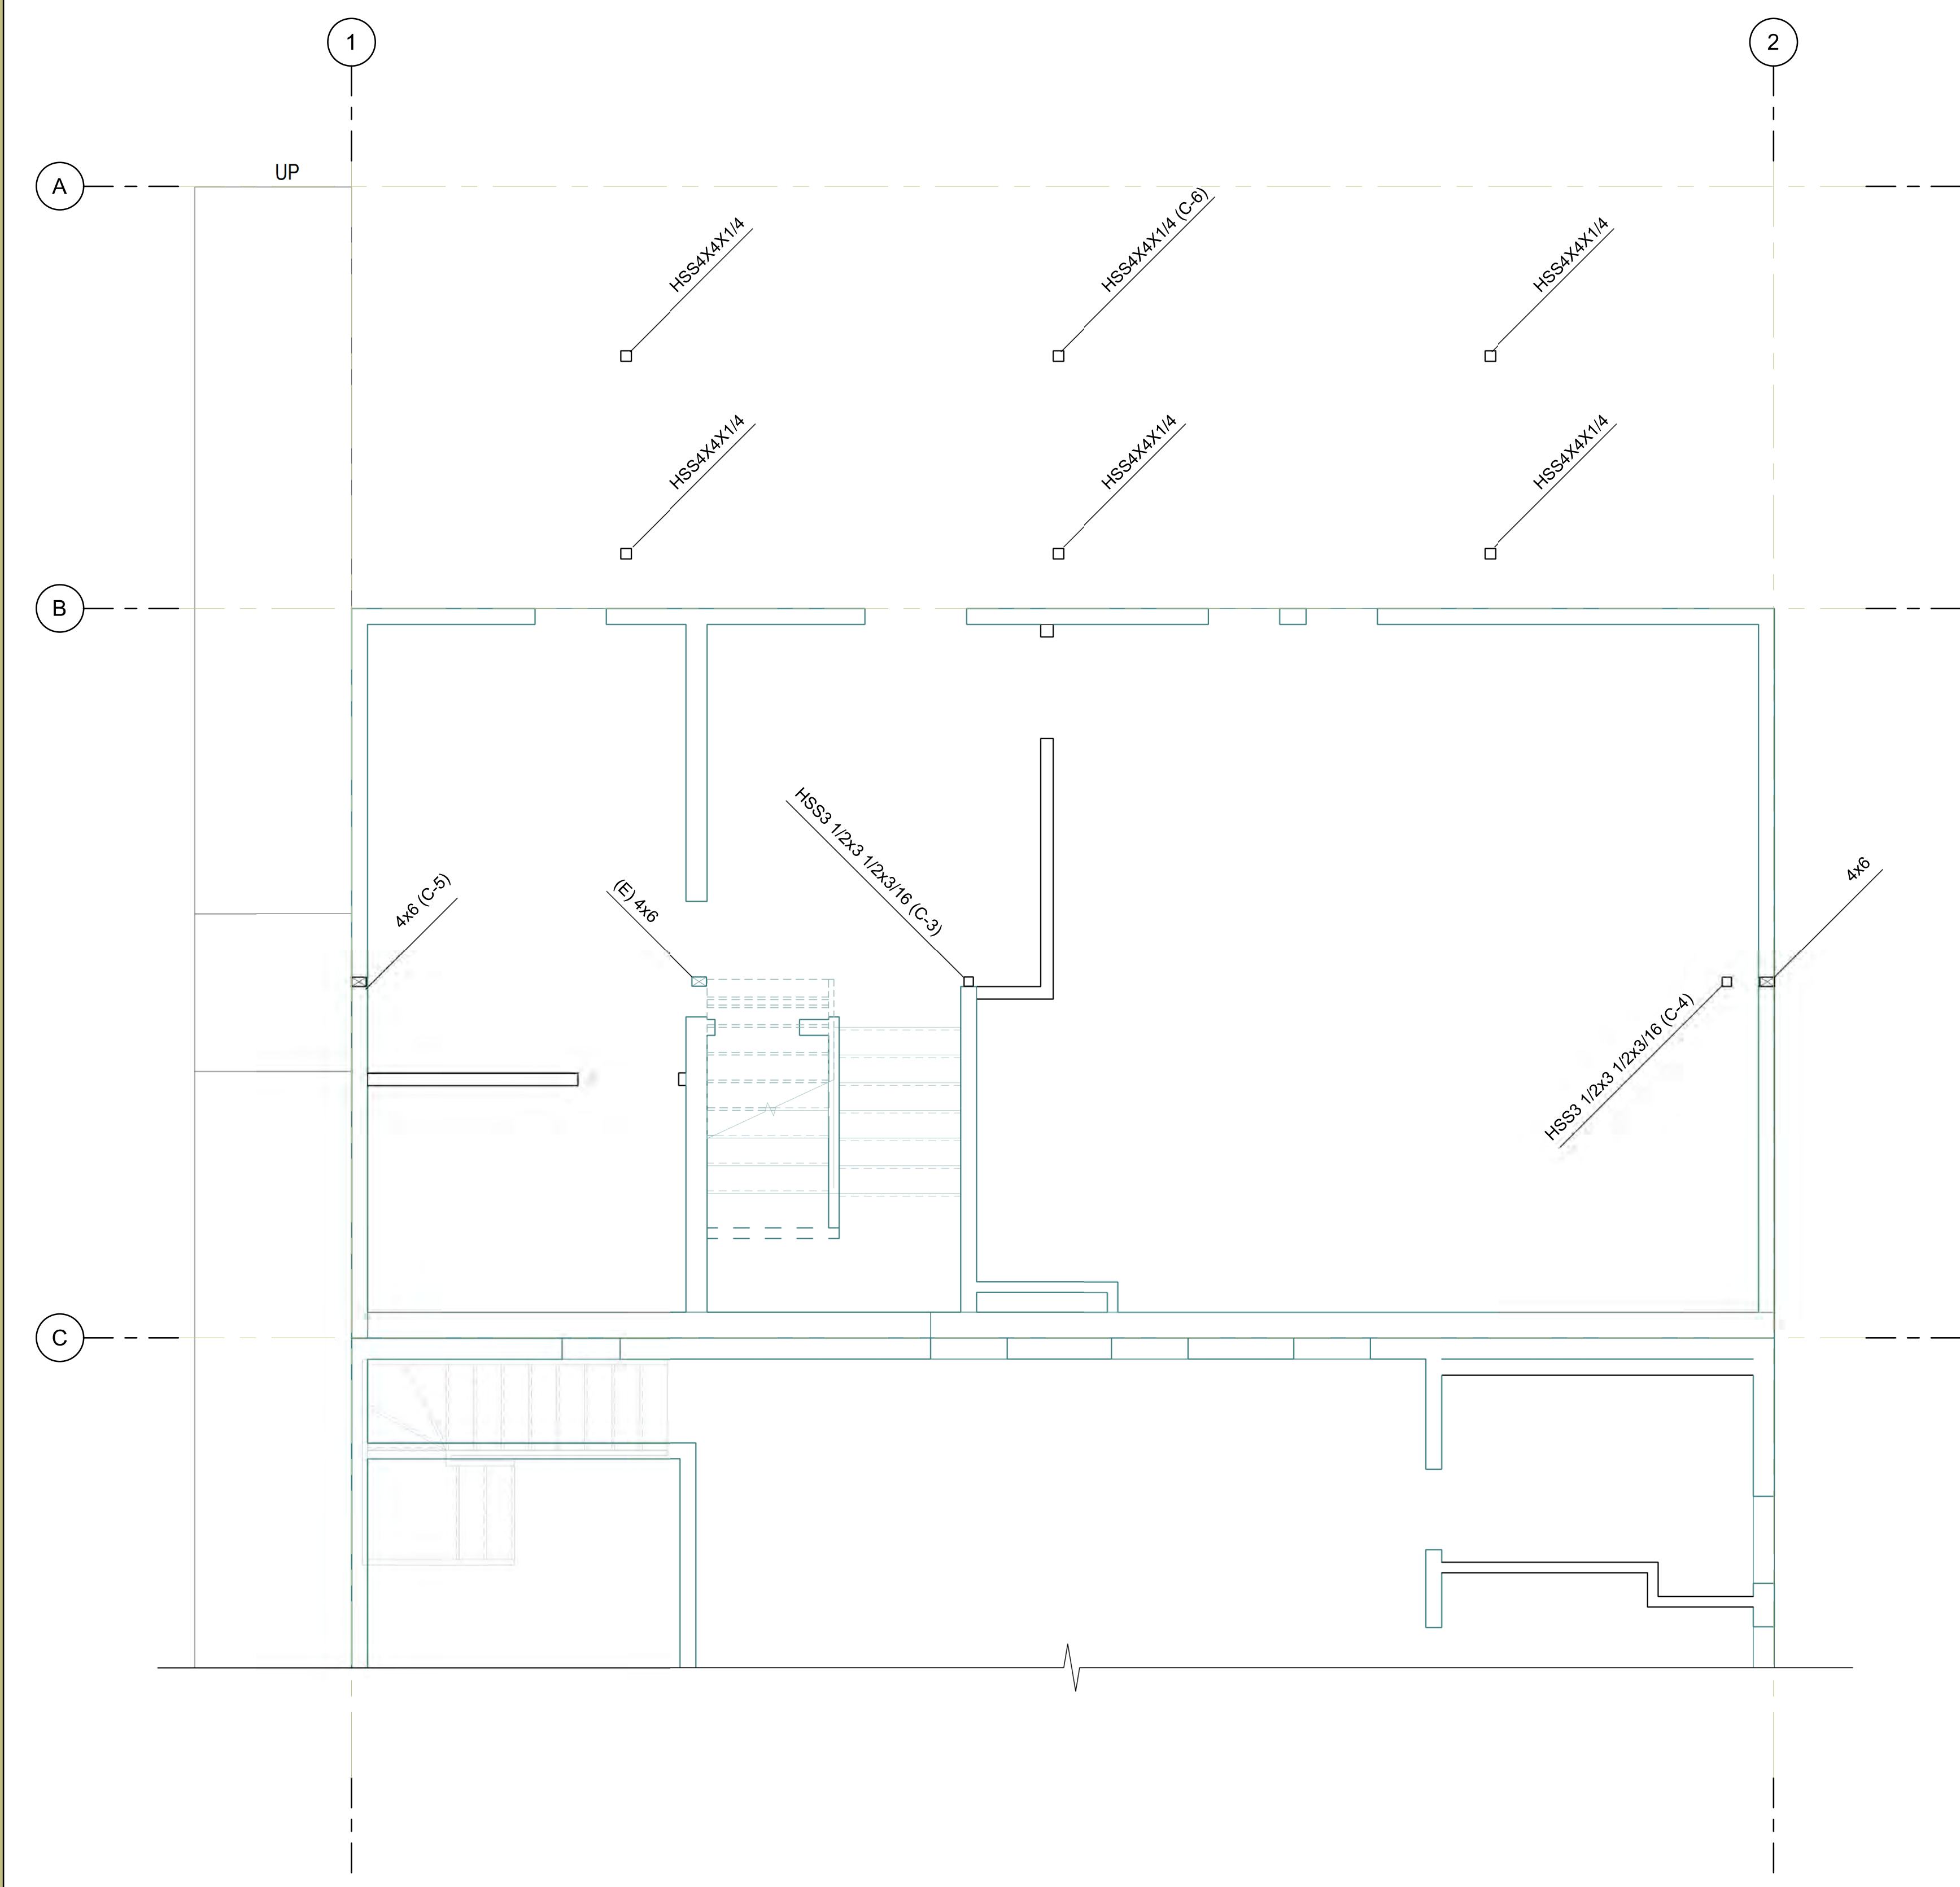 1
2
A
UP
HSS4X4X1/4
HSS4X4X1/4 (C-6)
HSS4X4X1/4
HSS4X4X1/4
HSS4X4X1/4
HSS4X4X1/4
B
HSS3 1/2x3 1/2x3/16 (C-3)
4x6 (C-5)
(E) 4x6
4x6
HSS3 1/2x3 1/2x3/16 (C-4)
C